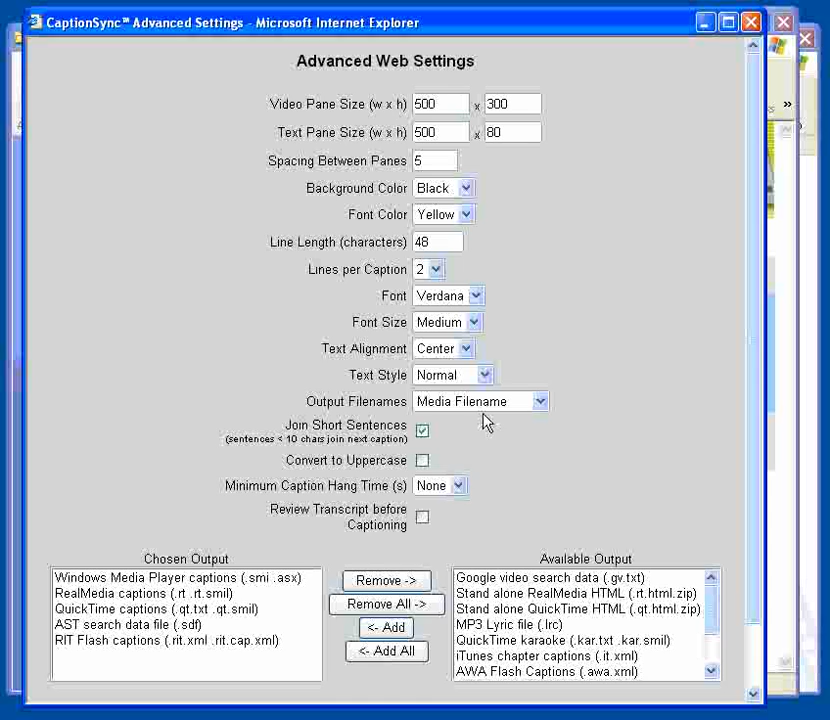 CaptionSync™ Advanced Settings - Microsoft Internet Explorer
Advanced Web Settings
Video Pane Size (w x h) 500 x 300
Text Pane Size (w x h) 500 x 80
Spacing Between Panes 5
Background Color Black
Font Color Yellow
Line Length (characters) 48
Lines per Caption 2
Font Verdana
Font Size Medium
Text Alignment Center
Text Style Normal
Output Filenames Media Filename
Join Short Sentences
(sentences < 10 chars join next caption)
Convert to Uppercase
Minimum Caption Hang Time (s) None
Review Transcript before
Captioning
Chosen Output
Windows Media Player captions (.smi .asx)
RealMedia captions (.rt .rt.smil)
QuickTime captions (.qt.txt .qt.smil)
AST search data file (.sdf)
RIT Flash captions (.rit.xml .rit.cap.xml)
Remove ->
Remove All ->
<- Add
<- Add All
Available Output
Google video search data (.gv.txt)
Stand alone RealMedia HTML (.rt.html.zip)
Stand alone QuickTime HTML (.qt.html.zip)
MP3 Lyric file (.lrc)
QuickTime karaoke (.kar.txt .kar.smil)
iTunes chapter captions (.it.xml)
AWA Flash Captions (.awa.xml)